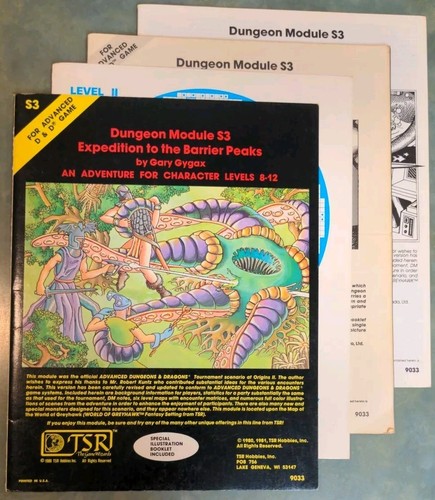 Dungeon Module S3
FOR
ADVANCED
D & D® GAME
Dungeon Module S3
LEVEL II
S3
FOR ADVANCED
D & D® GAME
Dungeon Module S3
Expedition to the Barrier Peaks
by Gary Gygax
AN ADVENTURE FOR CHARACTER LEVELS 8-12
This module was the official ADVANCED DUNGEONS & DRAGONS® Tournament scenario at Origins II. The author
wishes to express his thanks to Mr. Robert Kuntz who contributed substantial ideas for the various encounters
herein. This version has been carefully revised and updated to conform to ADVANCED DUNGEONS & DRAGONS®
game systems. Included herein are background information for players, statistics for a party substantially the same
as that used for the tournament, DM notes, six level maps with encounter matrices, and numerous full color illustra-
tions of scenes from the adventure in order to enhance the enjoyment of participants. There are also many new and
special monsters designed for this scenario, and they appear nowhere else. This module is located upon the Map of
the World of Greyhawk (WORLD OF GREYHAWK™ Fantasy Setting from TSR).
If you enjoy this module, be sure and try any of the many other unique offerings in this line from TSR!
TSR
The Game Wizards
© 1980 TSR Hobbies, Inc. All Rights Reserved
SPECIAL
ILLUSTRATION
BOOKLET
INCLUDED
© 1980, 1981, TSR Hobbies, Inc.
TSR Hobbies, Inc.
POB 756
LAKE GENEVA, WI 53147
PRINTED IN U.S.A.
9033
9033
9033